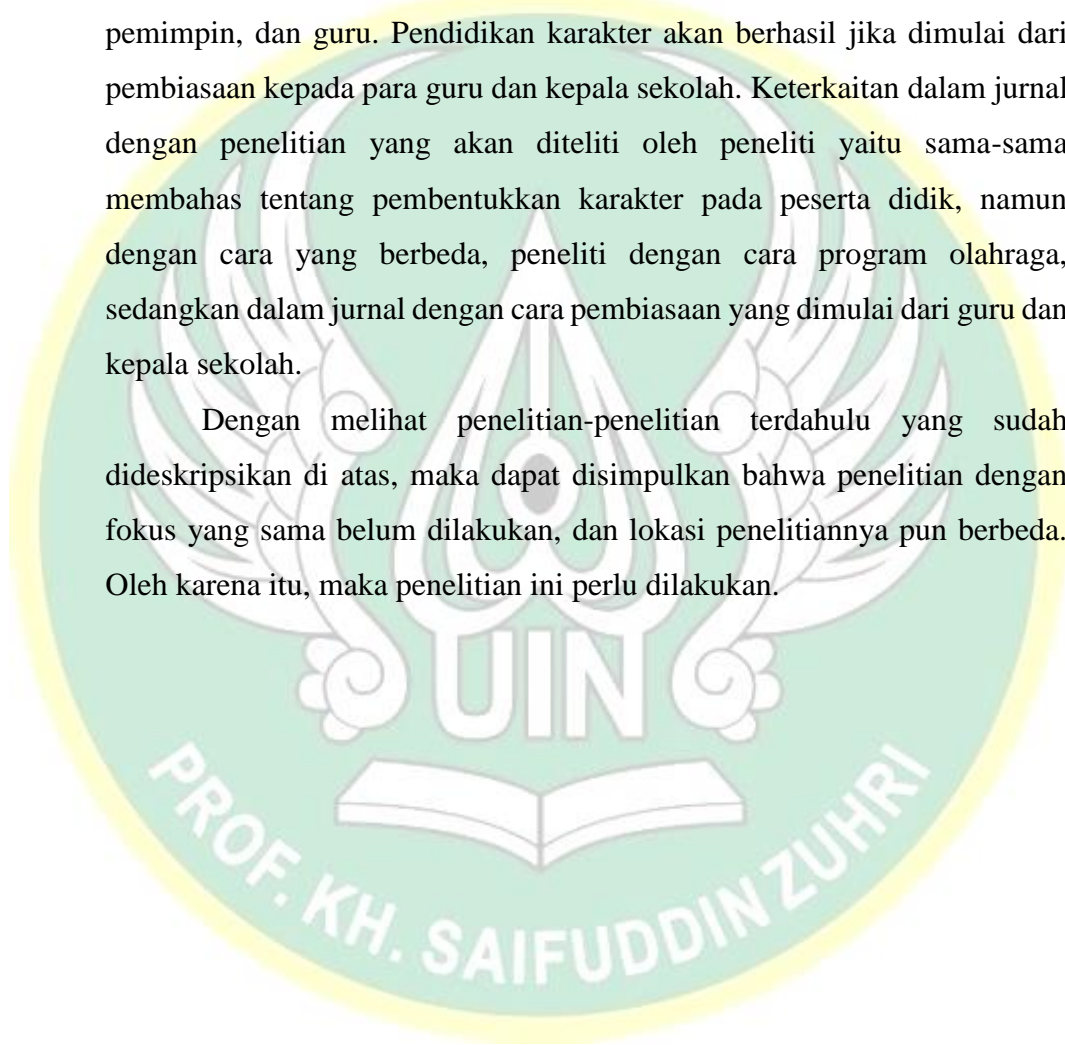 pemimpin, dan guru. Pendidikan karakter akan berhasil jika dimulai dari
pembiasaan kepada para guru dan kepala sekolah. Keterkaitan dalam jurnal
dengan penelitian yang akan diteliti oleh peneliti yaitu sama-sama
membahas tentang pembentukkan karakter pada peserta didik, namun
dengan cara yang berbeda, peneliti dengan cara program olahraga,
sedangkan dalam jurnal dengan cara pembiasaan yang dimulai dari guru dan
kepala sekolah.
Dengan melihat penelitian-penelitian terdahulu yang sudah
dideskripsikan di atas, maka dapat disimpulkan bahwa penelitian dengan
fokus yang sama belum dilakukan, dan lokasi penelitiannya pun berbeda.
Oleh karena itu, maka penelitian ini perlu dilakukan.
UIN
PROF. KH. SAIFUDDIN ZUHRI